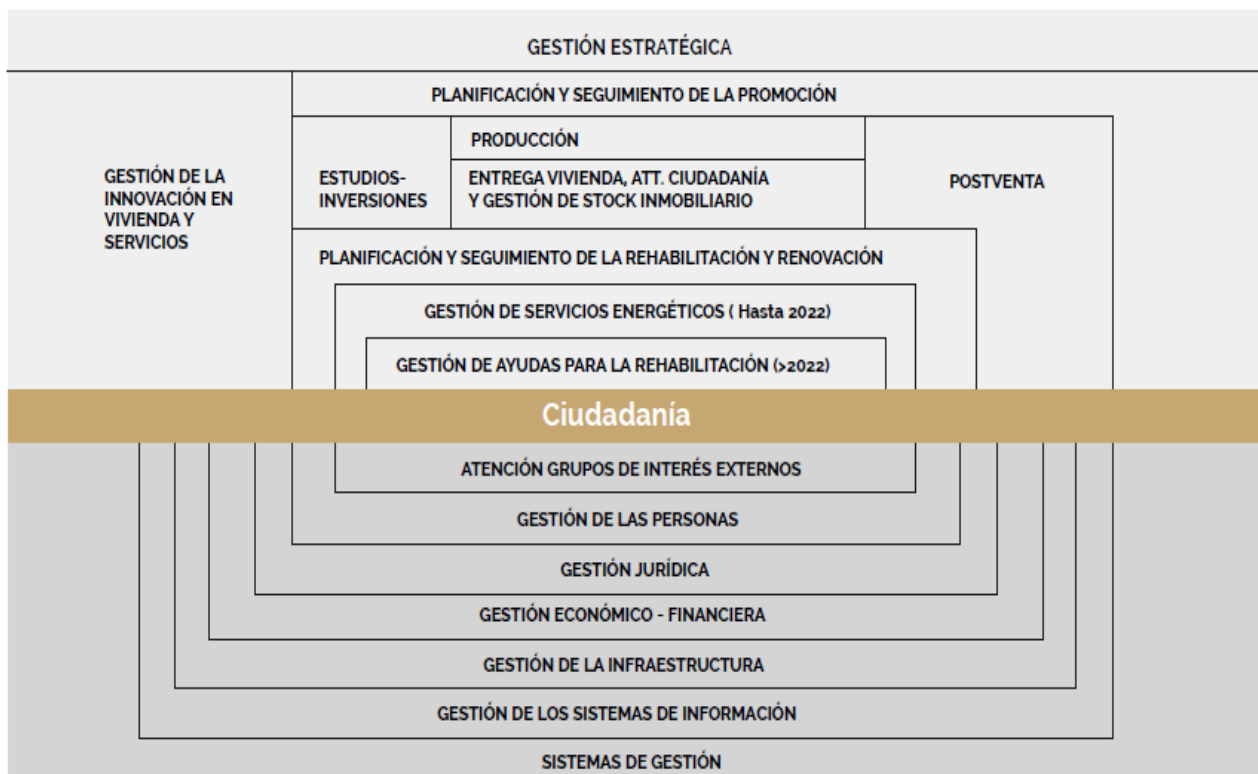 GESTIÓN ESTRATÉGICA
PLANIFICACIÓN Y SEGUIMIENTO DE LA PROMOCIÓN
GESTIÓN DE LA
INNOVACIÓN EN
VIVIENDA Y
SERVICIOS
ESTUDIOS-
INVERSIONES
PRODUCCIÓN
ENTREGA VIVIENDA, ATT. CIUDADANÍA
Y GESTIÓN DE STOCK INMOBILIARIO
POSTVENTA
PLANIFICACIÓN Y SEGUIMIENTO DE LA REHABILITACIÓN Y RENOVACIÓN
GESTIÓN DE SERVICIOS ENERGÉTICOS ( Hasta 2022)
GESTIÓN DE AYUDAS PARA LA REHABILITACIÓN (>2022)
Ciudadanía
ATENCIÓN GRUPOS DE INTERÉS EXTERNOS
GESTIÓN DE LAS PERSONAS
GESTIÓN JURÍDICA
GESTIÓN ECONÓMICO - FINANCIERA
GESTIÓN DE LA INFRAESTRUCTURA
GESTIÓN DE LOS SISTEMAS DE INFORMACIÓN
SISTEMAS DE GESTIÓN